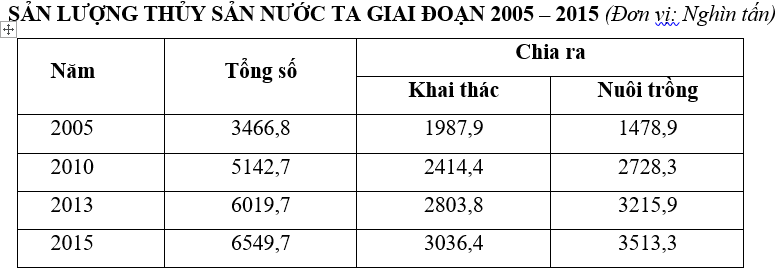 SẢN LƯỢNG THỦY SẢN NƯỚC TA GIAI ĐOẠN 2005 – 2015 (Đơn vị: Nghìn tấn)
Năm Tổng số Chia ra
Khai thác Nuôi trồng
2005 3466,8 1987,9 1478,9
2010 5142,7 2414,4 2728,3
2013 6019,7 2803,8 3215,9
2015 6549,7 3036,4 3513,3